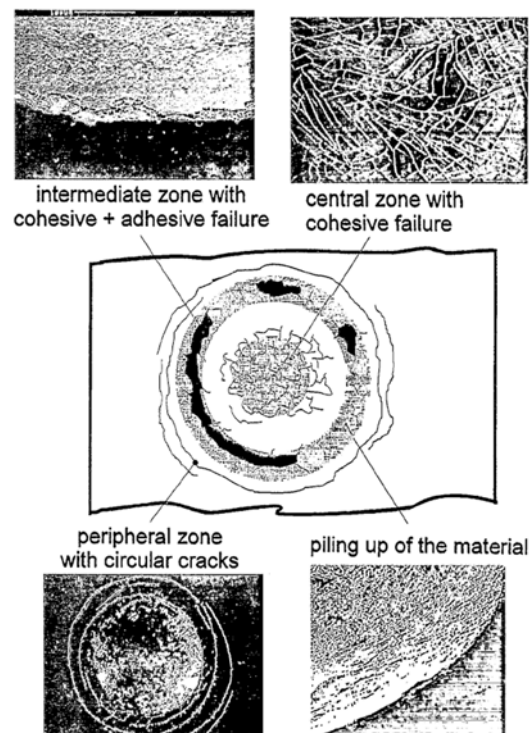 intermediate zone with
cohesive + adhesive failure
central zone with
cohesive failure
peripheral zone
with circular cracks
piling up of the material